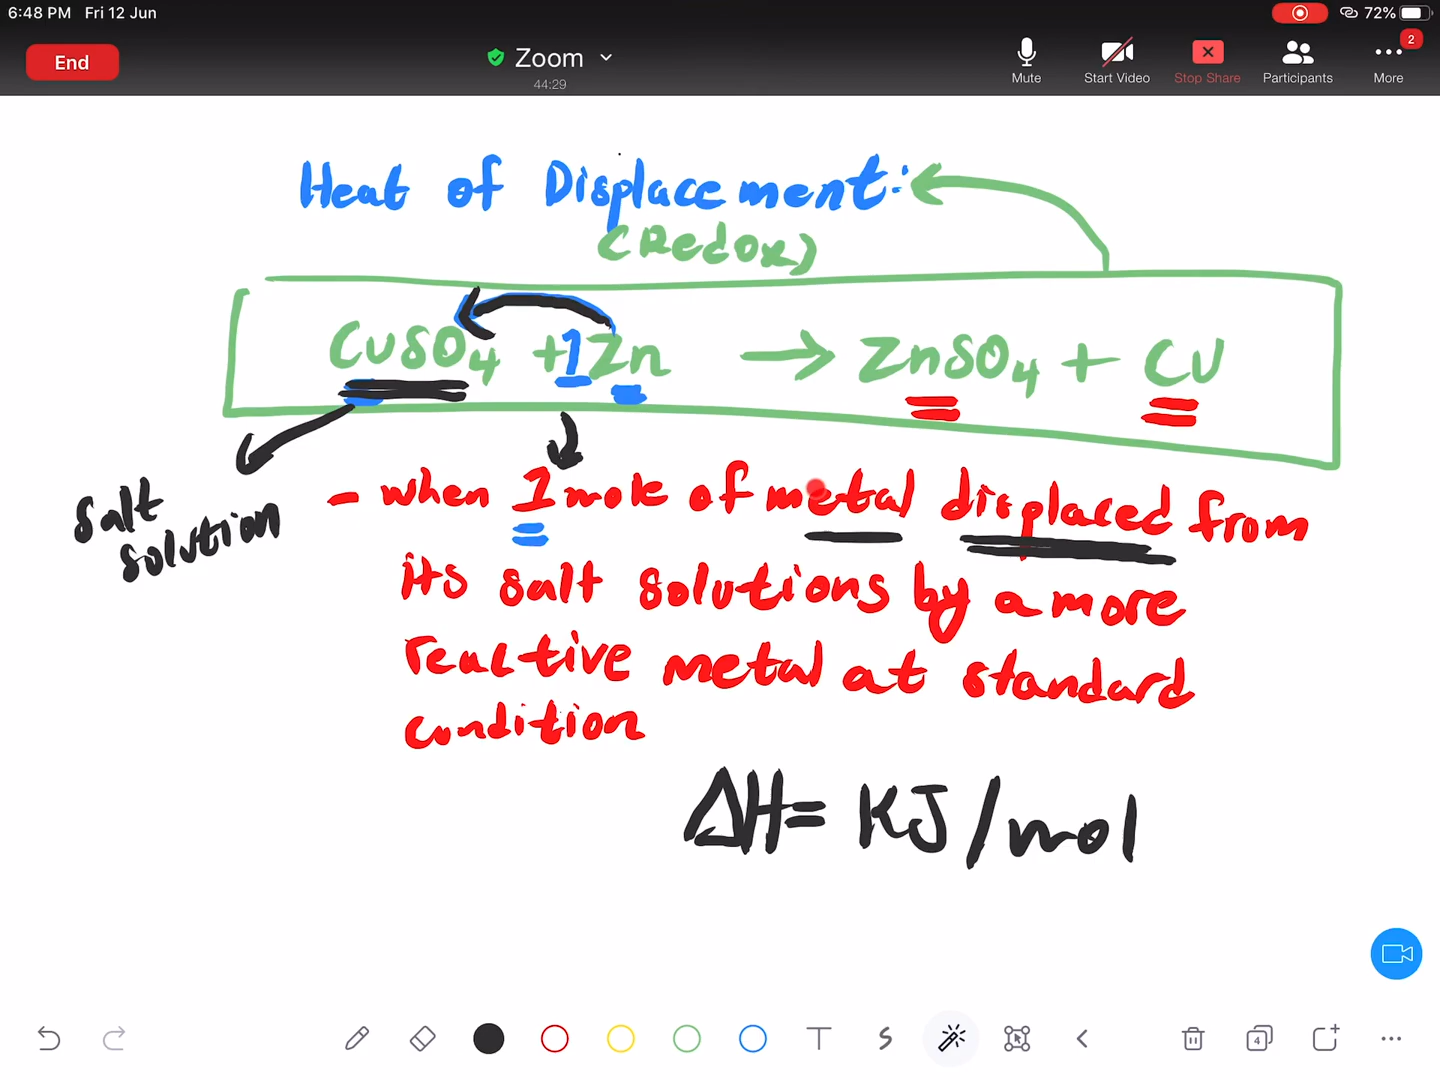 6:48 PM Fri 12 Jun
72%
End
Zoom
44:29
Mute
Start Video
Stop Share
Participants
More
2
Heat of Displacement:
(Redox)
CuSO4 + 1 Zn → ZnSO4 + Cu
salt
solution
- when 1 mole of metal displaced from
its salt solutions by a more
reactive metal at standard
condition
ΔH= KJ/mol
T
4